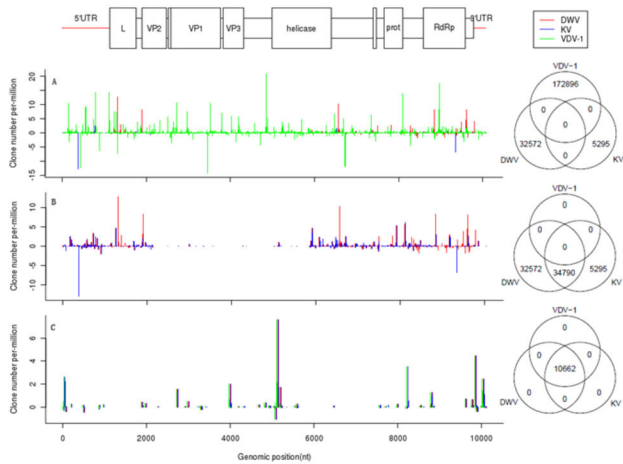 5'UTR
L
VP2
VP1
VP3
helicase
prot
RdRp
3'UTR
DWV
KV
VDV-1
A
Clone number per-million
20
10
5
0
-5
-15
VDV-1
172896
0
0
0
32572
5295
0
DWV
KV
B
Clone number per-million
10
5
0
-5
-10
VDV-1
0
0
0
0
32572
5295
34790
DWV
KV
C
Clone number per-million
6
4
2
0
0
2000
4000
6000
8000
10000
Genomic position(nt)
VDV-1
0
0
0
10662
0
0
0
DWV
KV